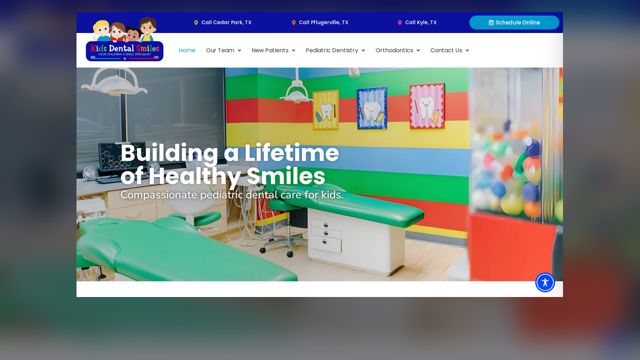 Call Cedar Park, TX
Call Pflugerville, TX
Call Kyle, TX
Schedule Online
Kids Dental Smiles
Home
Our Team
New Patients
Pediatric Dentistry
Orthodontics
Contact Us
Building a Lifetime
of Healthy Smiles
Compassionate pediatric dental care for kids.